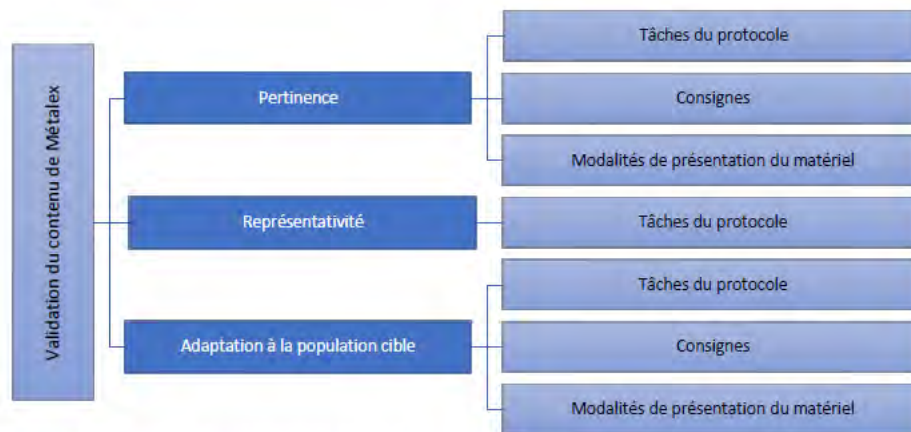 Validation du contenu de Métalex
Pertinence
Tâches du protocole
Consignes
Modalités de présentation du matériel
Représentativité
Tâches du protocole
Adaptation à la population cible
Tâches du protocole
Consignes
Modalités de présentation du matériel